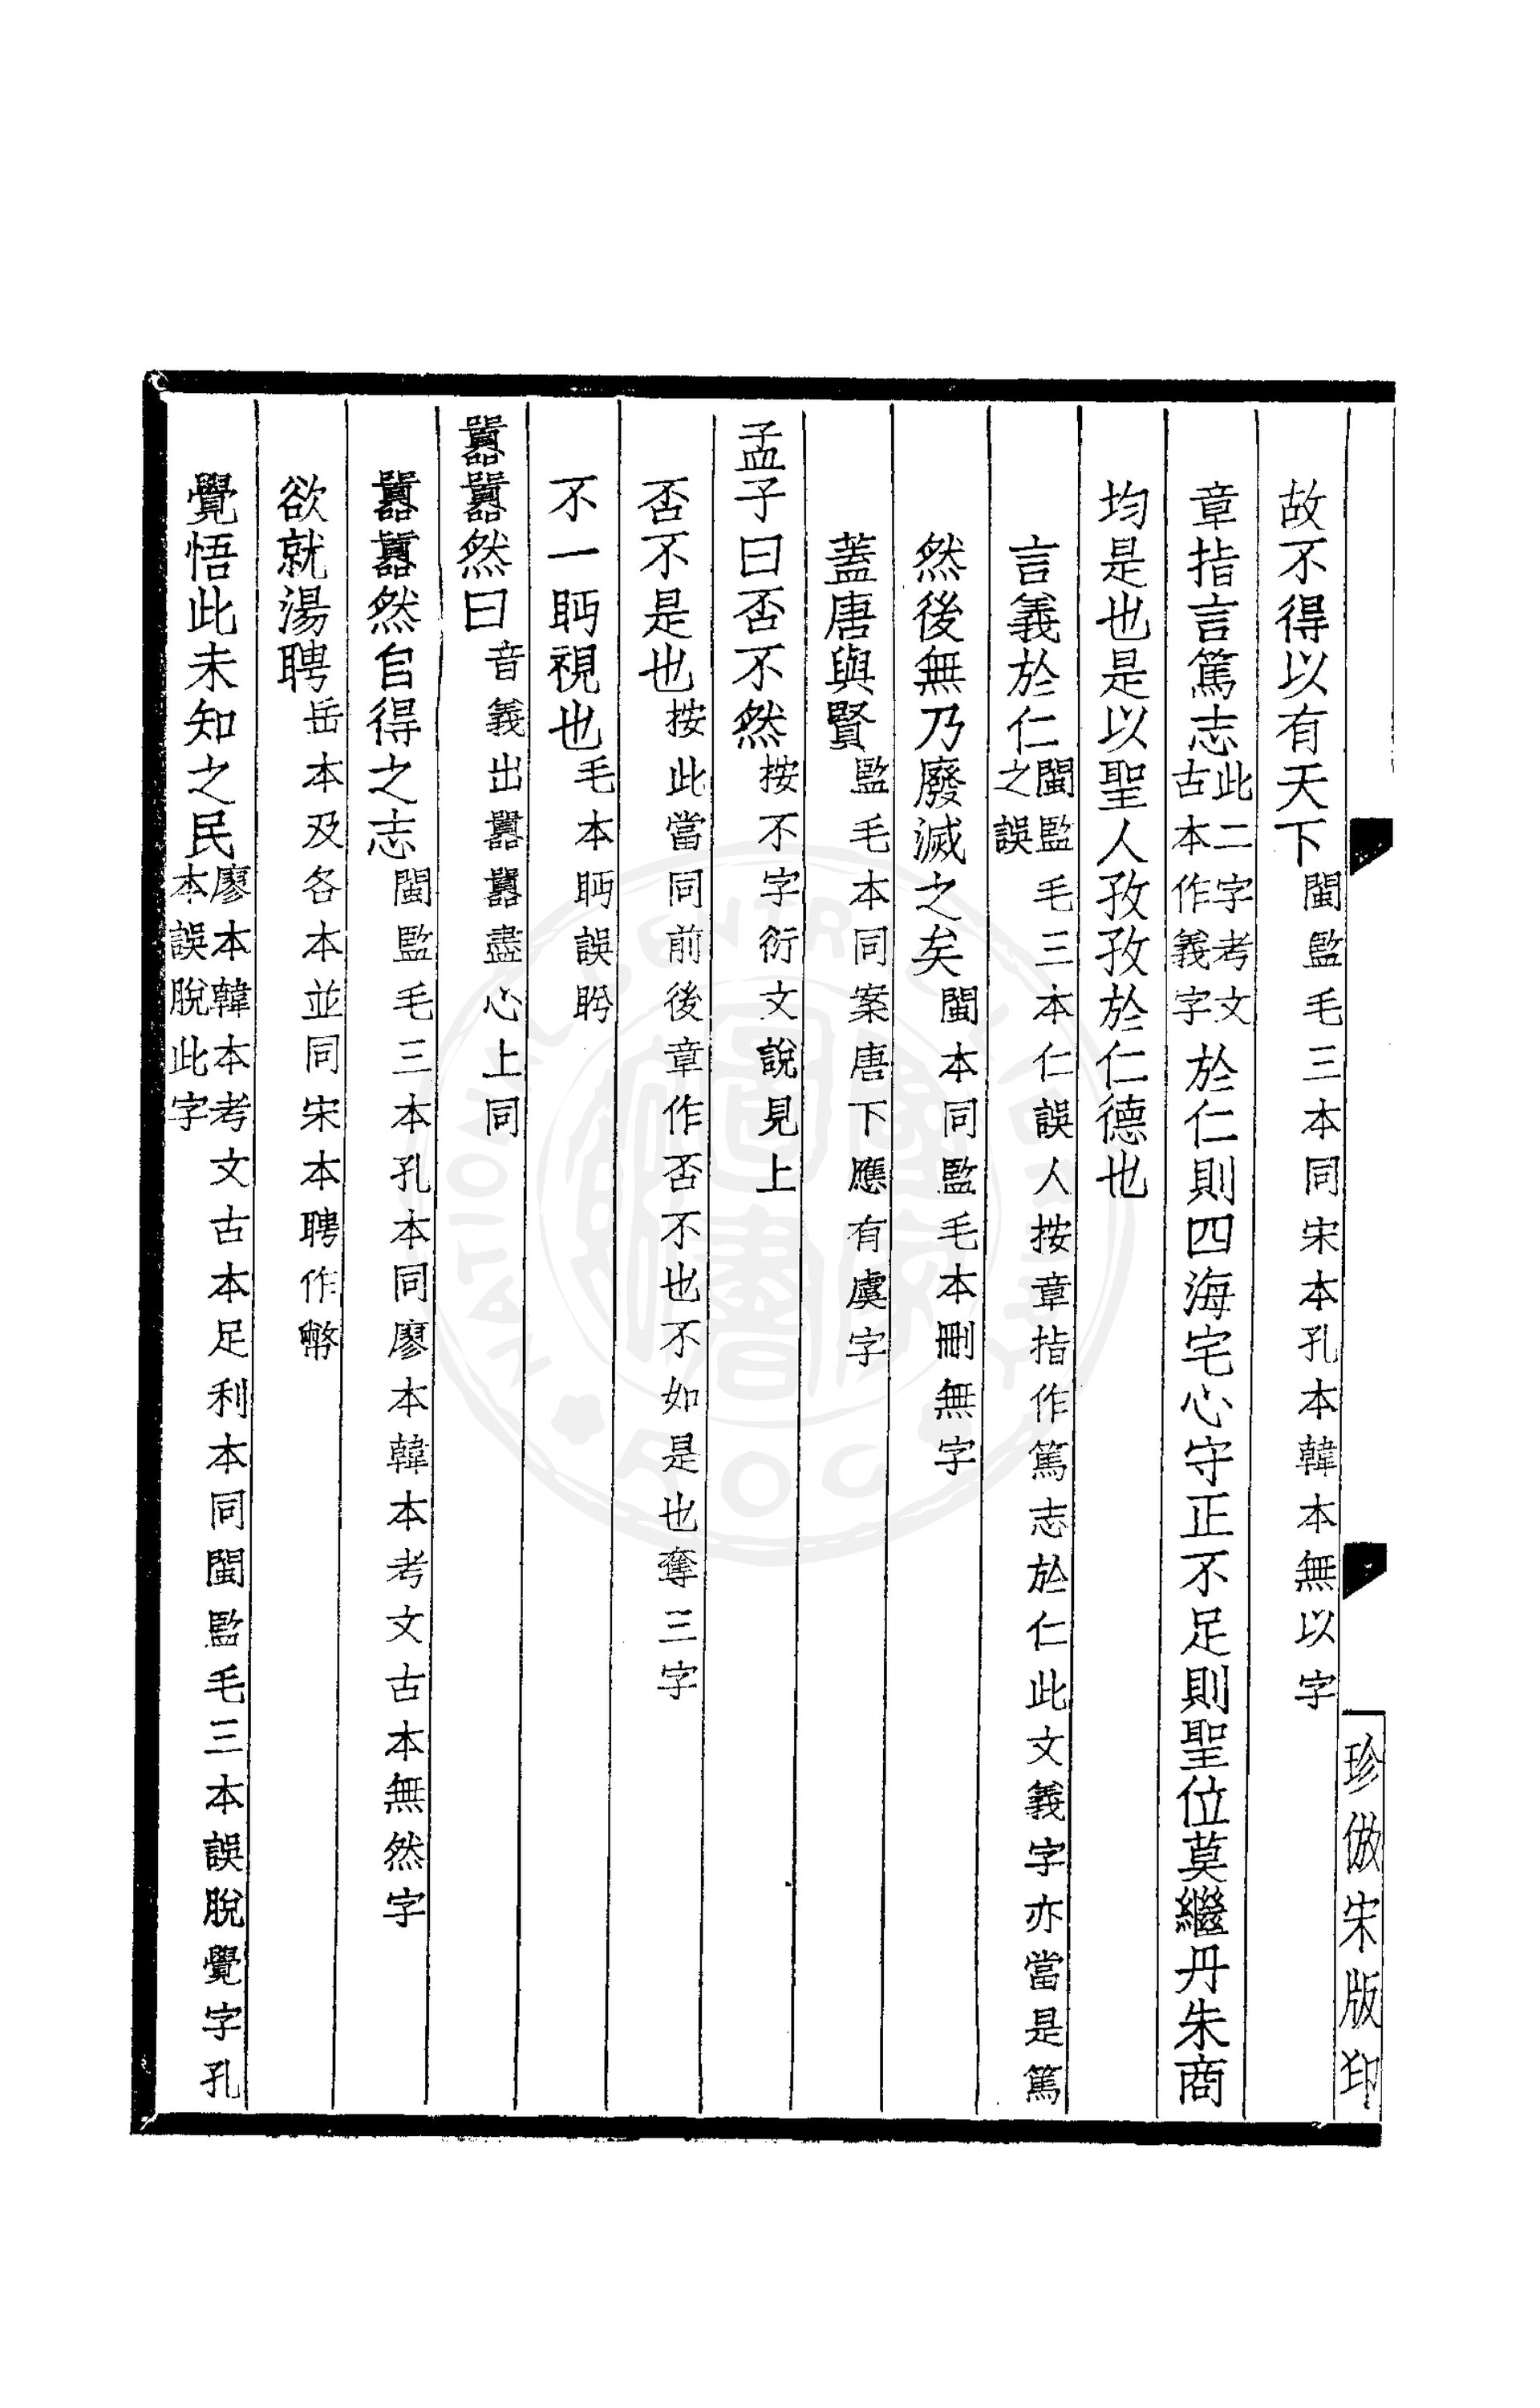 故不得以有天下閩監毛三本同宋本孔本韓本無以字
章指言篤志此二字考文古本作義字於仁則四海宅心守正不足則聖位莫繼丹朱商
均是也是以聖人孜孜於仁德也
言義於仁閩監毛三本仁誤人按章指作篤志於仁此文義字亦當是篤之誤
然後無乃廢滅之矣閩本同監毛本刪無字
蓋唐與賢監毛本同案唐下應有虞字
孟子曰否不然按不字衍文說見上
否不是也按此當同前後章作否不也不如是也奪三字
不一眄視也毛本眄誤盻
囂囂然曰音義出囂囂盡心上同
囂囂然自得之志閩監毛三本孔本同廖本韓本考文古本無然字
欲就湯聘岳本及各本並同宋本聘作幣
覺悟此未知之民廖本韓本考文古本足利本同閩監毛三本誤脫覺字孔本誤脫此字
珍倣宋版印